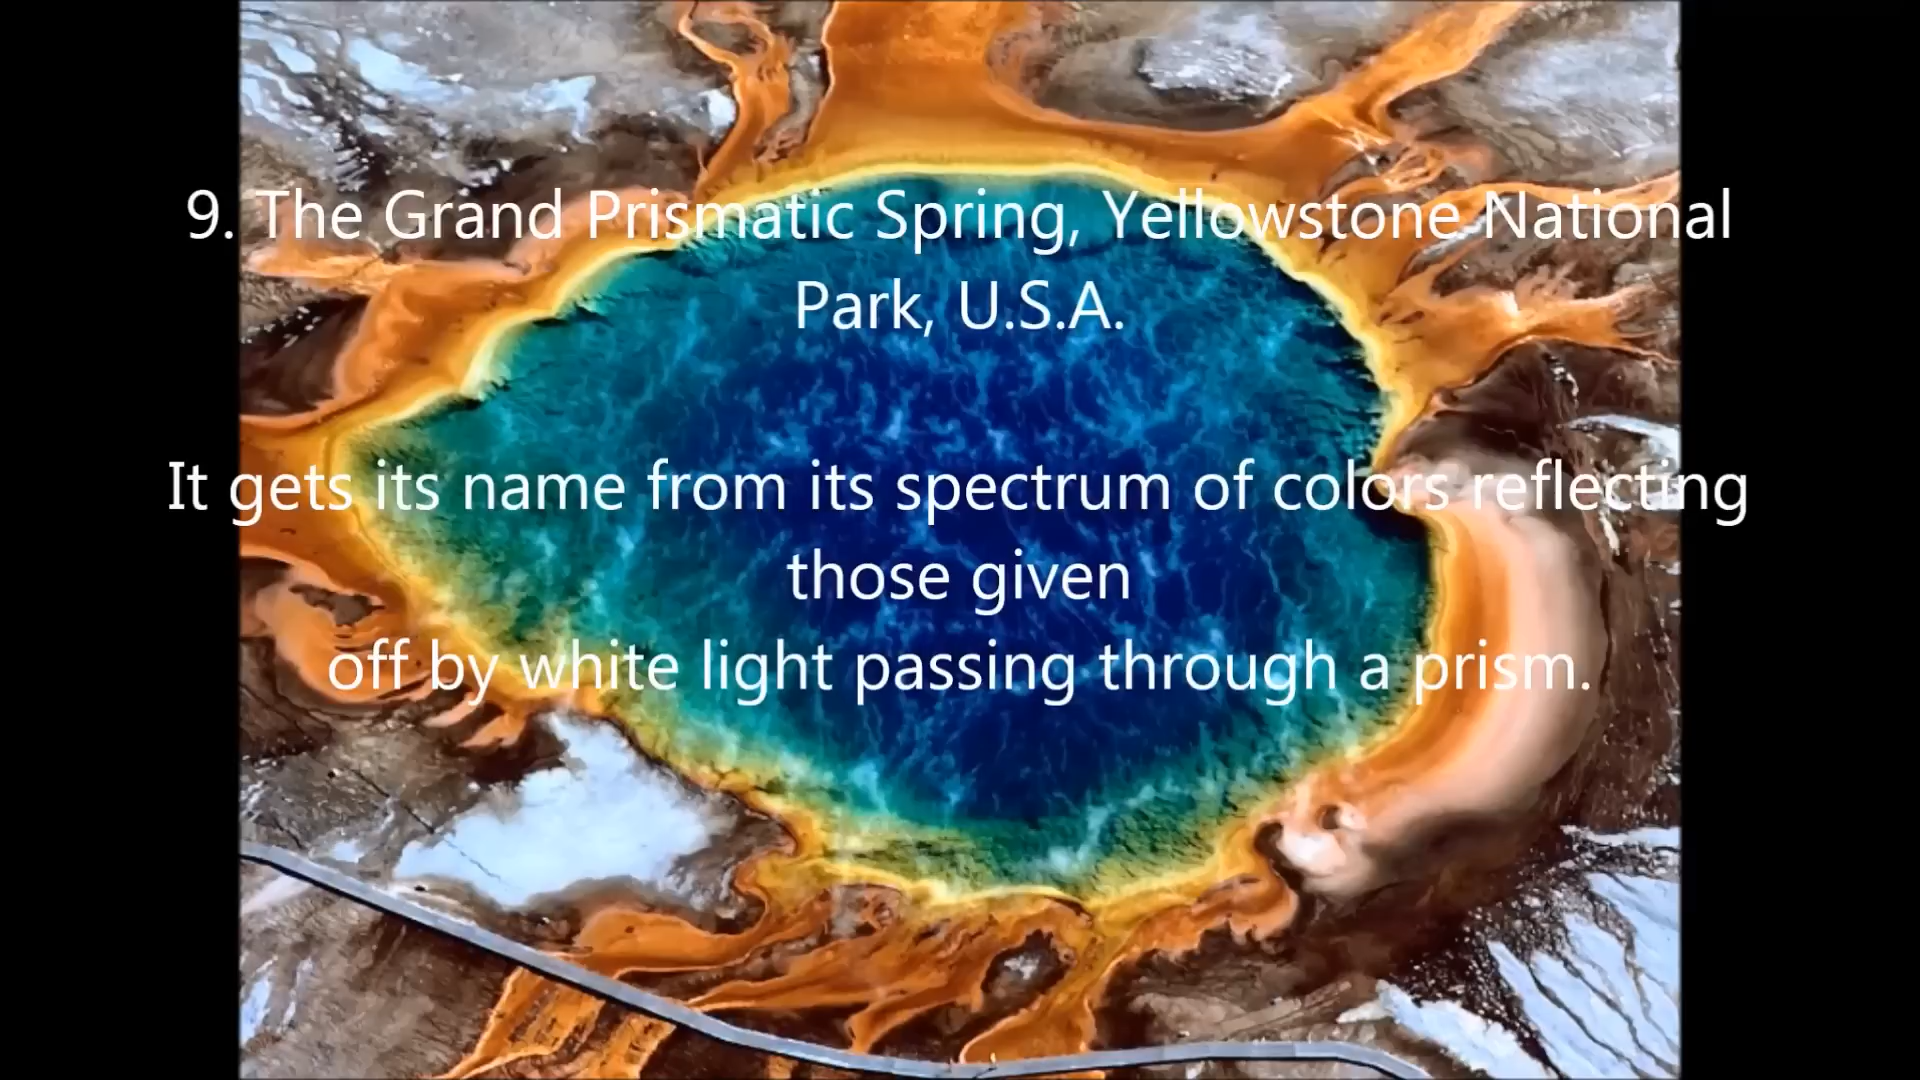 9. The Grand Prismatic Spring, Yellowstone National
Park, U.S.A.
It gets its name from its spectrum of colors reflecting
those given
off by white light passing through a prism.